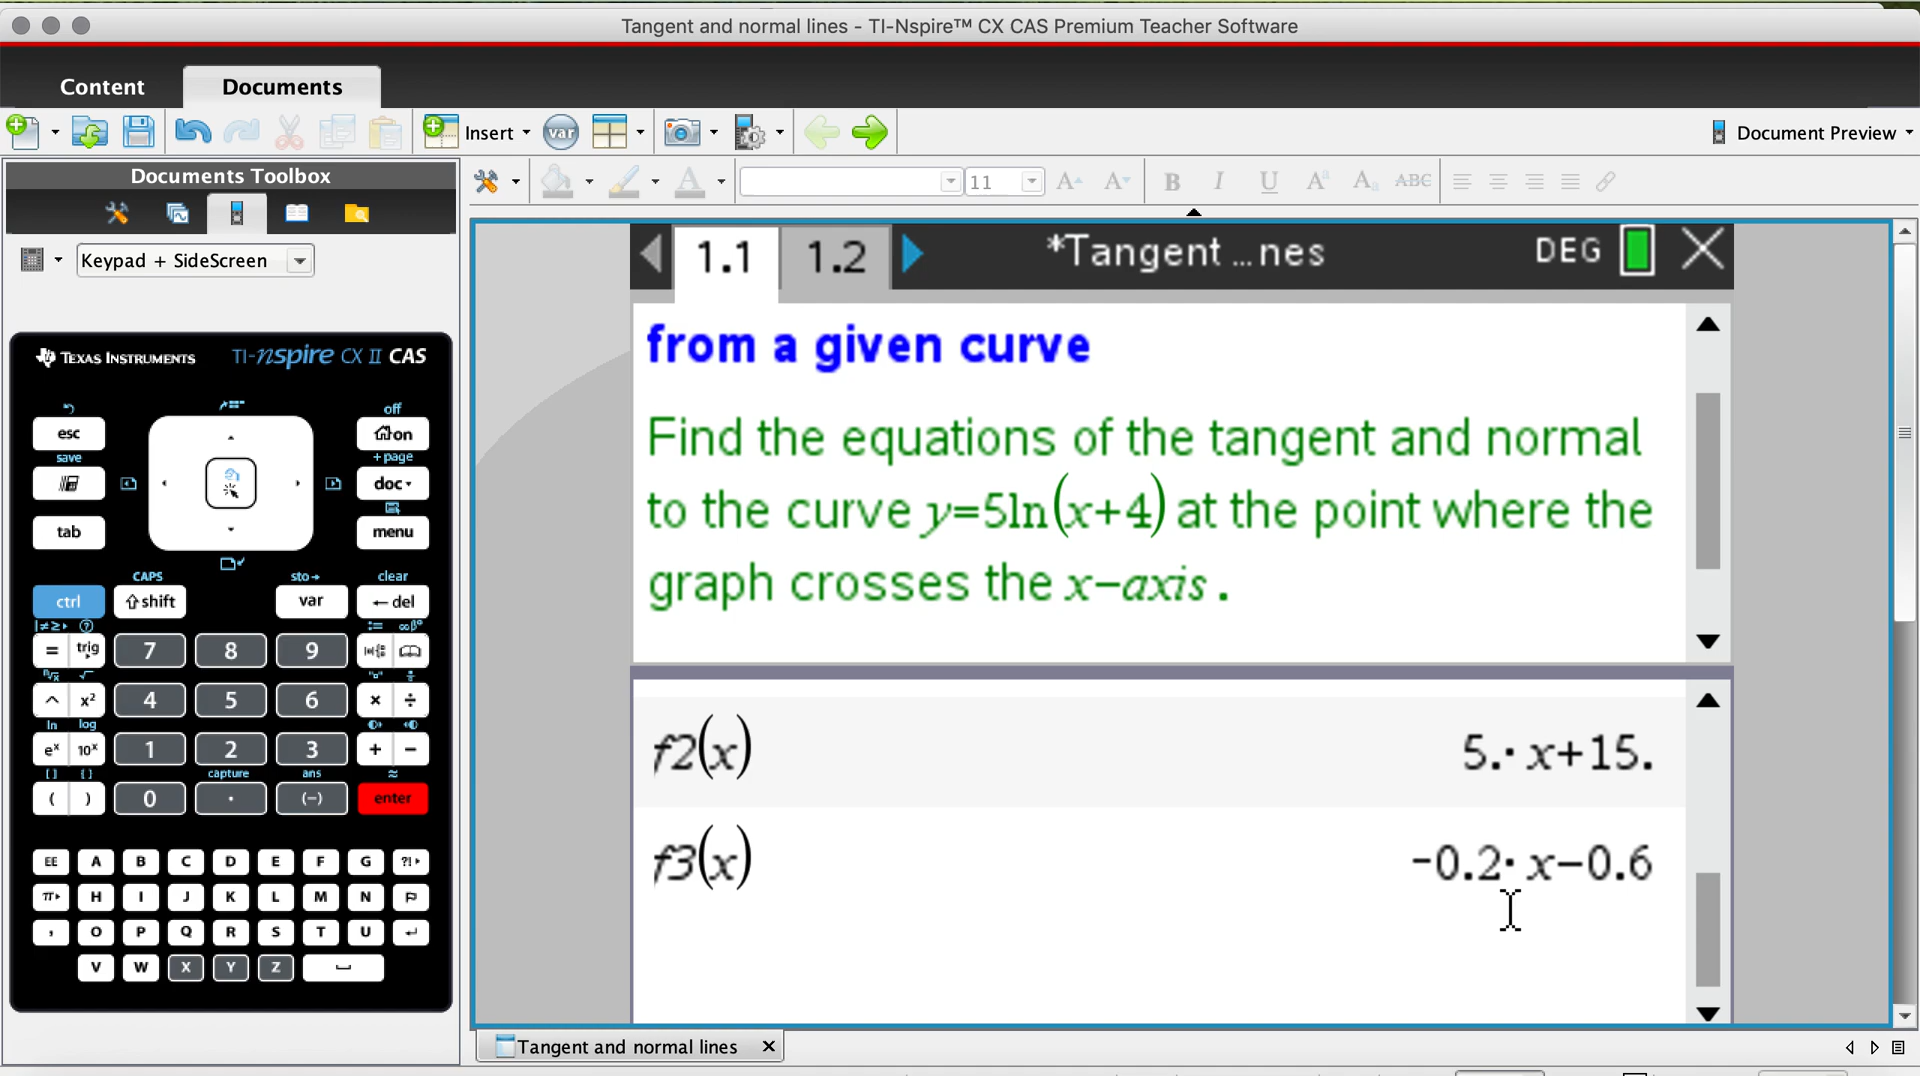 Tangent and normal lines - TI-Nspire™ CX CAS Premium Teacher Software
Content Documents
Insert var Document Preview
Documents Toolbox
11 B I U A A ABC
Keypad + SideScreen
1.1 1.2 *Tangent ...nes DEG
from a given curve
Find the equations of the tangent and normal
to the curve y=5ln(x+4) at the point where the
graph crosses the x-axis .
f2(x) 5.· x+15.
f3(x) -0.2· x-0.6
TEXAS INSTRUMENTS TI-nspire CX II CAS
off
esc on
save +page
doc
tab menu
CAPS sto→ clear
ctrl shift var ←del
= trig 7 8 9
^ x² 4 5 6 × ÷
ln log
eˣ 10ˣ 1 2 3 + −
[ ] { } capture ans ≈
( ) 0 . (−) enter
EE A B C D E F G ?!
π H I J K L M N
, O P Q R S T U
V W X Y Z
Tangent and normal lines